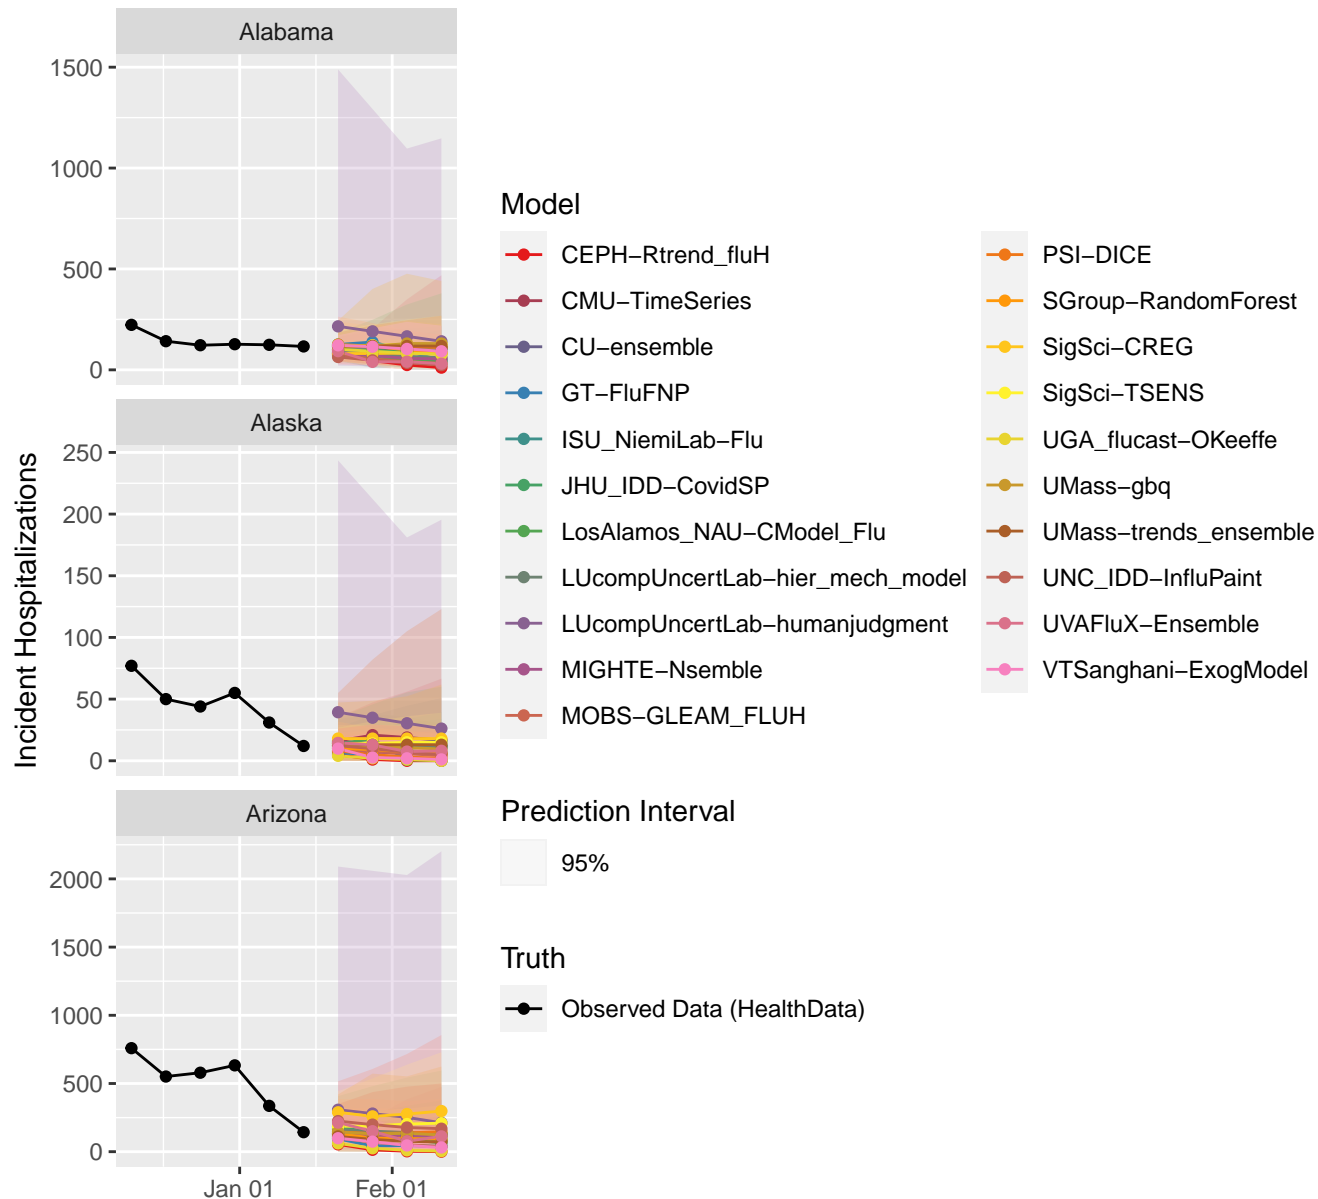 Alabama
1500
1000
500
0
Alaska
250
200
150
100
50
0
Arizona
2000
1500
1000
500
0
Jan 01
Feb 01
Incident Hospitalizations
Model
CEPH−Rtrend_fluH
CMU−TimeSeries
CU−ensemble
GT−FluFNP
ISU_NiemiLab−Flu
JHU_IDD−CovidSP
LosAlamos_NAU−CModel_Flu
LUcompUncertLab−hier_mech_model
LUcompUncertLab−humanjudgment
MIGHTE−Nsemble
MOBS−GLEAM_FLUH
PSI−DICE
SGroup−RandomForest
SigSci−CREG
SigSci−TSENS
UGA_flucast−OKeeffe
UMass−gbq
UMass−trends_ensemble
UNC_IDD−InfluPaint
UVAFluX−Ensemble
VTSanghani−ExogModel
Prediction Interval
95%
Truth
Observed Data (HealthData)